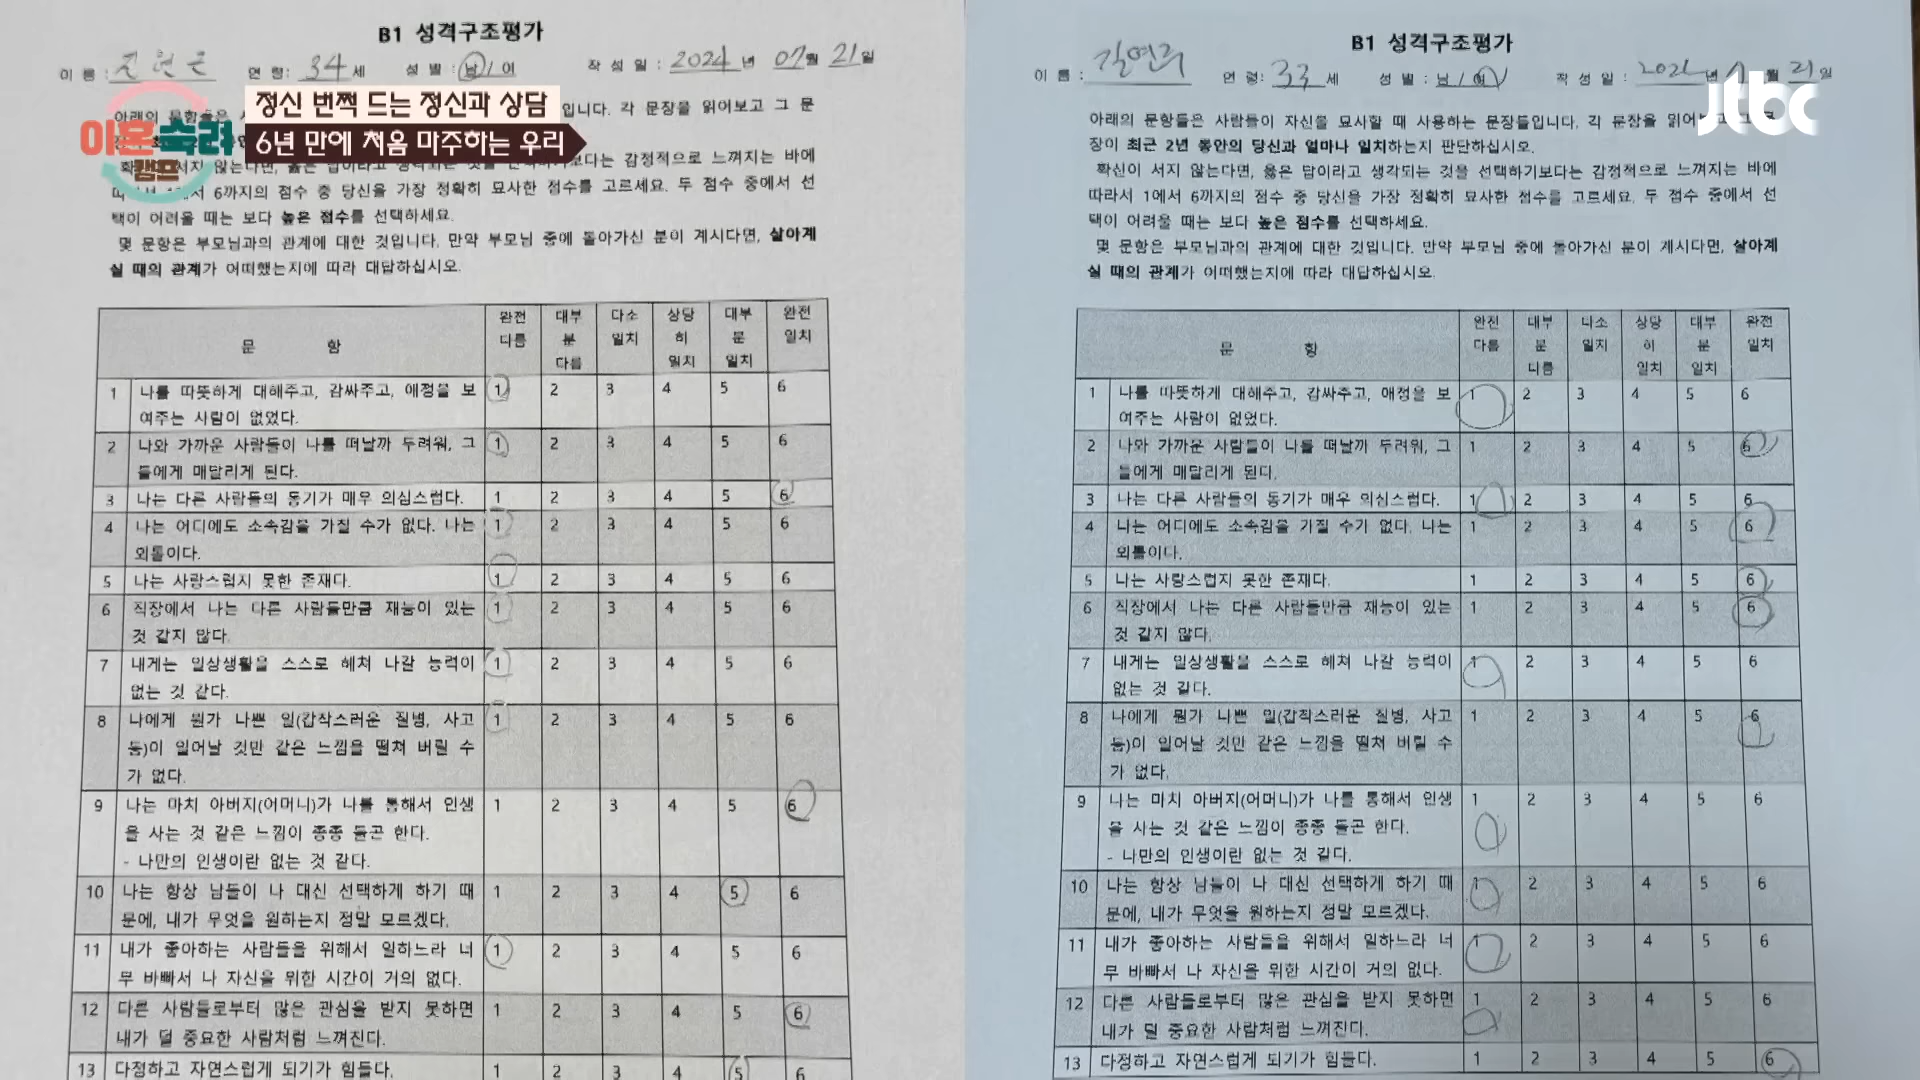 이혼숙려
캠프
정신 번쩍 드는 정신과 상담
6년 만에 처음 마주하는 우리
jtbc
B1 성격구조평가
이 름 : 연 령: 34 세 성 별 : 남 / 여 작 성 일 : 2024 년 07 월 21 일
입니다. 각 문장을 읽어보고 그 문
따라서 1에서 6까지의 점수 중 당신을 가장 정확히 묘사한 점수를 고르세요. 두 점수 중에서 선
택이 어려울 때는 보다 높은 점수를 선택하세요.
몇 문항은 부모님과의 관계에 대한 것입니다. 만약 부모님 중에 돌아가신 분이 계시다면, 살아계
실 때의 관계가 어떠했는지에 따라 대답하십시오.
문 항 완전 다름 대부분 다름 다소 일치 상당히 일치 대부분 일치 완전 일치
1 나를 따뜻하게 대해주고, 감싸주고, 애정을 보 1 2 3 4 5 6
여주는 사람이 없었다.
2 나와 가까운 사람들이 나를 떠날까 두려워, 그 1 2 3 4 5 6
들에게 매달리게 된다.
3 나는 다른 사람들의 동기가 매우 의심스럽다. 1 2 3 4 5 6
4 나는 어디에도 소속감을 가질 수가 없다. 나는 1 2 3 4 5 6
외톨이다.
5 나는 사랑스럽지 못한 존재다. 1 2 3 4 5 6
6 직장에서 나는 다른 사람들만큼 재능이 있는 1 2 3 4 5 6
것 같지 않다.
7 내게는 일상생활을 스스로 헤쳐 나갈 능력이 1 2 3 4 5 6
없는 것 같다.
8 나에게 뭔가 나쁜 일(갑작스러운 질병, 사고 1 2 3 4 5 6
등)이 일어날 것만 같은 느낌을 떨쳐 버릴 수
가 없다.
9 나는 마치 아버지(어머니)가 나를 통해서 인생 1 2 3 4 5 6
을 사는 것 같은 느낌이 종종 들곤 한다.
- 나만의 인생이란 없는 것 같다.
10 나는 항상 남들이 나 대신 선택하게 하기 때 1 2 3 4 5 6
문에, 내가 무엇을 원하는지 정말 모르겠다.
11 내가 좋아하는 사람들을 위해서 일하느라 너 1 2 3 4 5 6
무 바빠서 나 자신을 위한 시간이 거의 없다.
12 다른 사람들로부터 많은 관심을 받지 못하면 1 2 3 4 5 6
내가 덜 중요한 사람처럼 느껴진다.
13 다정하고 자연스럽게 되기가 힘들다. 1 2 3 4 5 6
B1 성격구조평가
이 름 : 연 령: 33 세 성 별 : 남 / 여 작 성 일 : 년 월 21 일
아래의 문항들은 사람들이 자신을 묘사할 때 사용하는 문장들입니다. 각 문장을 그 문
장이 최근 2년 동안의 당신과 얼마나 일치하는지 판단하십시오.
확신이 서지 않는다면, 옳은 답이라고 생각되는 것을 선택하기보다는 감정적으로 느껴지는 바에
따라서 1에서 6까지의 점수 중 당신을 가장 정확히 묘사한 점수를 고르세요. 두 점수 중에서 선
택이 어려울 때는 보다 높은 점수를 선택하세요.
몇 문항은 부모님과의 관계에 대한 것입니다. 만약 부모님 중에 돌아가신 분이 계시다면, 살아계
실 때의 관계가 어떠했는지에 따라 대답하십시오.
문 항 완전 다름 대부분 다름 다소 일치 상당히 일치 대부분 일치 완전 일치
1 나를 따뜻하게 대해주고, 감싸주고, 애정을 보 1 2 3 4 5 6
여주는 사람이 없었다.
2 나와 가까운 사람들이 나를 떠날까 두려워, 그 1 2 3 4 5 6
들에게 매달리게 된다.
3 나는 다른 사람들의 동기가 매우 의심스럽다. 1 2 3 4 5 6
4 나는 어디에도 소속감을 가질 수가 없다. 나는 1 2 3 4 5 6
외톨이다.
5 나는 사랑스럽지 못한 존재다. 1 2 3 4 5 6
6 직장에서 나는 다른 사람들만큼 재능이 있는 1 2 3 4 5 6
것 같지 않다.
7 내게는 일상생활을 스스로 헤쳐 나갈 능력이 1 2 3 4 5 6
없는 것 같다.
8 나에게 뭔가 나쁜 일(갑작스러운 질병, 사고 1 2 3 4 5 6
등)이 일어날 것만 같은 느낌을 떨쳐 버릴 수
가 없다.
9 나는 마치 아버지(어머니)가 나를 통해서 인생 1 2 3 4 5 6
을 사는 것 같은 느낌이 종종 들곤 한다.
- 나만의 인생이란 없는 것 같다.
10 나는 항상 남들이 나 대신 선택하게 하기 때 1 2 3 4 5 6
문에, 내가 무엇을 원하는지 정말 모르겠다.
11 내가 좋아하는 사람들을 위해서 일하느라 너 1 2 3 4 5 6
무 바빠서 나 자신을 위한 시간이 거의 없다.
12 다른 사람들로부터 많은 관심을 받지 못하면 1 2 3 4 5 6
내가 덜 중요한 사람처럼 느껴진다.
13 다정하고 자연스럽게 되기가 힘들다. 1 2 3 4 5 6